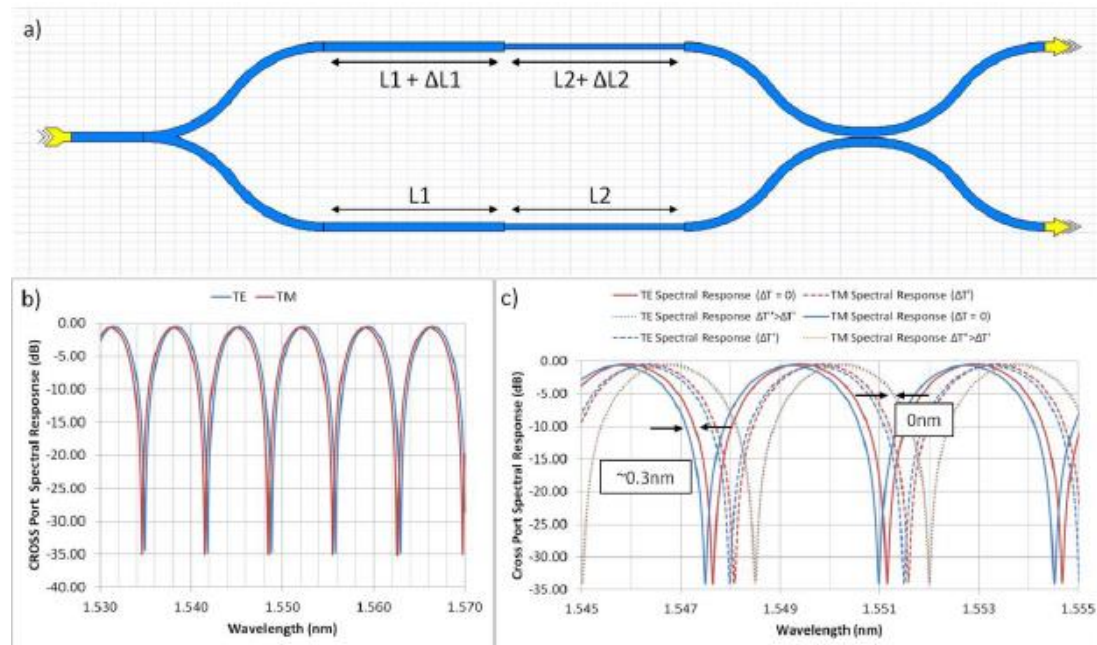 a)
L1 + ΔL1
L2+ ΔL2
L1
L2
b)
TE TM
CROSS Port Spectral Resposnse (dB)
0.00
-5.00
-10.00
-15.00
-20.00
-25.00
-30.00
-35.00
-40.00
1.530 1.540 1.550 1.560 1.570
Wavelength (nm)
c)
TE Spectral Response (ΔT = 0) TM Spectral Response (ΔT')
TE Spectral Response ΔT''>ΔT' TM Spectral Response (ΔT = 0)
TE Spectral Response (ΔT') TM Spectral Response ΔT''>ΔT'
Cross Port Spectral Response (dB)
0.00
-5.00
-10.00
-15.00
-20.00
-25.00
-30.00
-35.00
0nm
~0.3nm
1.545 1.547 1.549 1.551 1.553 1.555
Wavelength (nm)